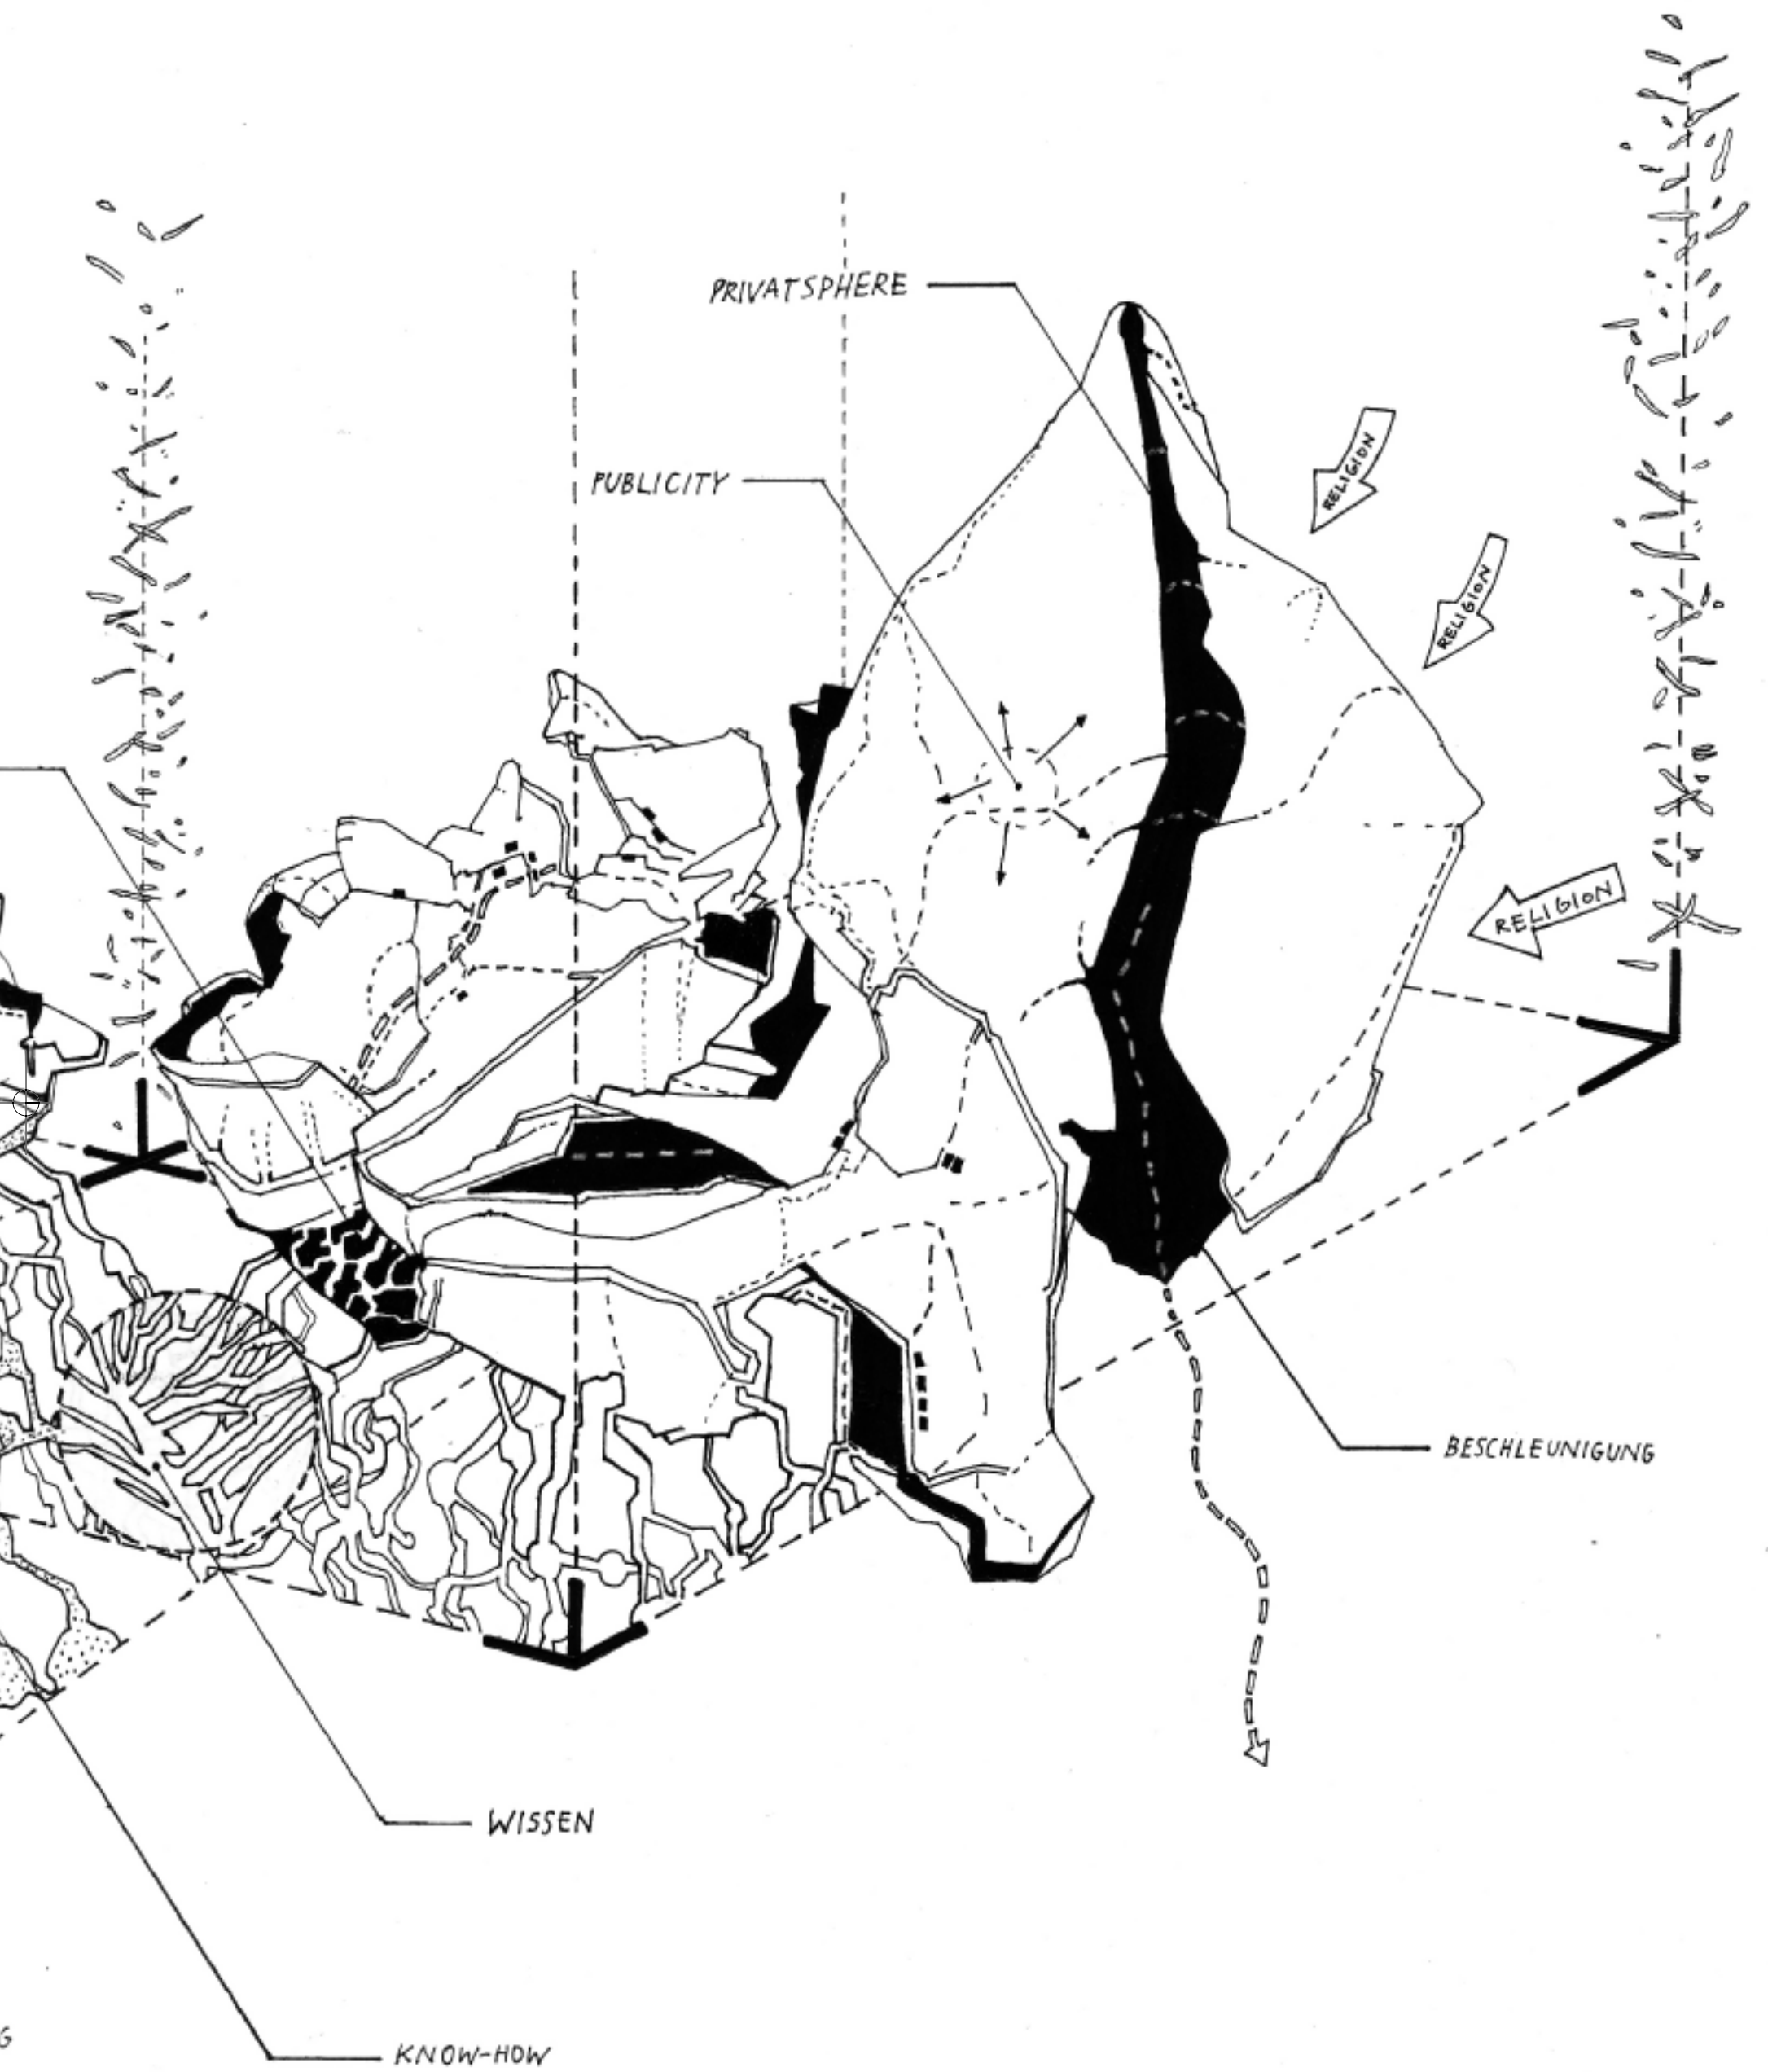 PRIVATSPHERE
PUBLICITY
RELIGION
RELIGION
RELIGION
BESCHLEUNIGUNG
WISSEN
G
KNOW-HOW